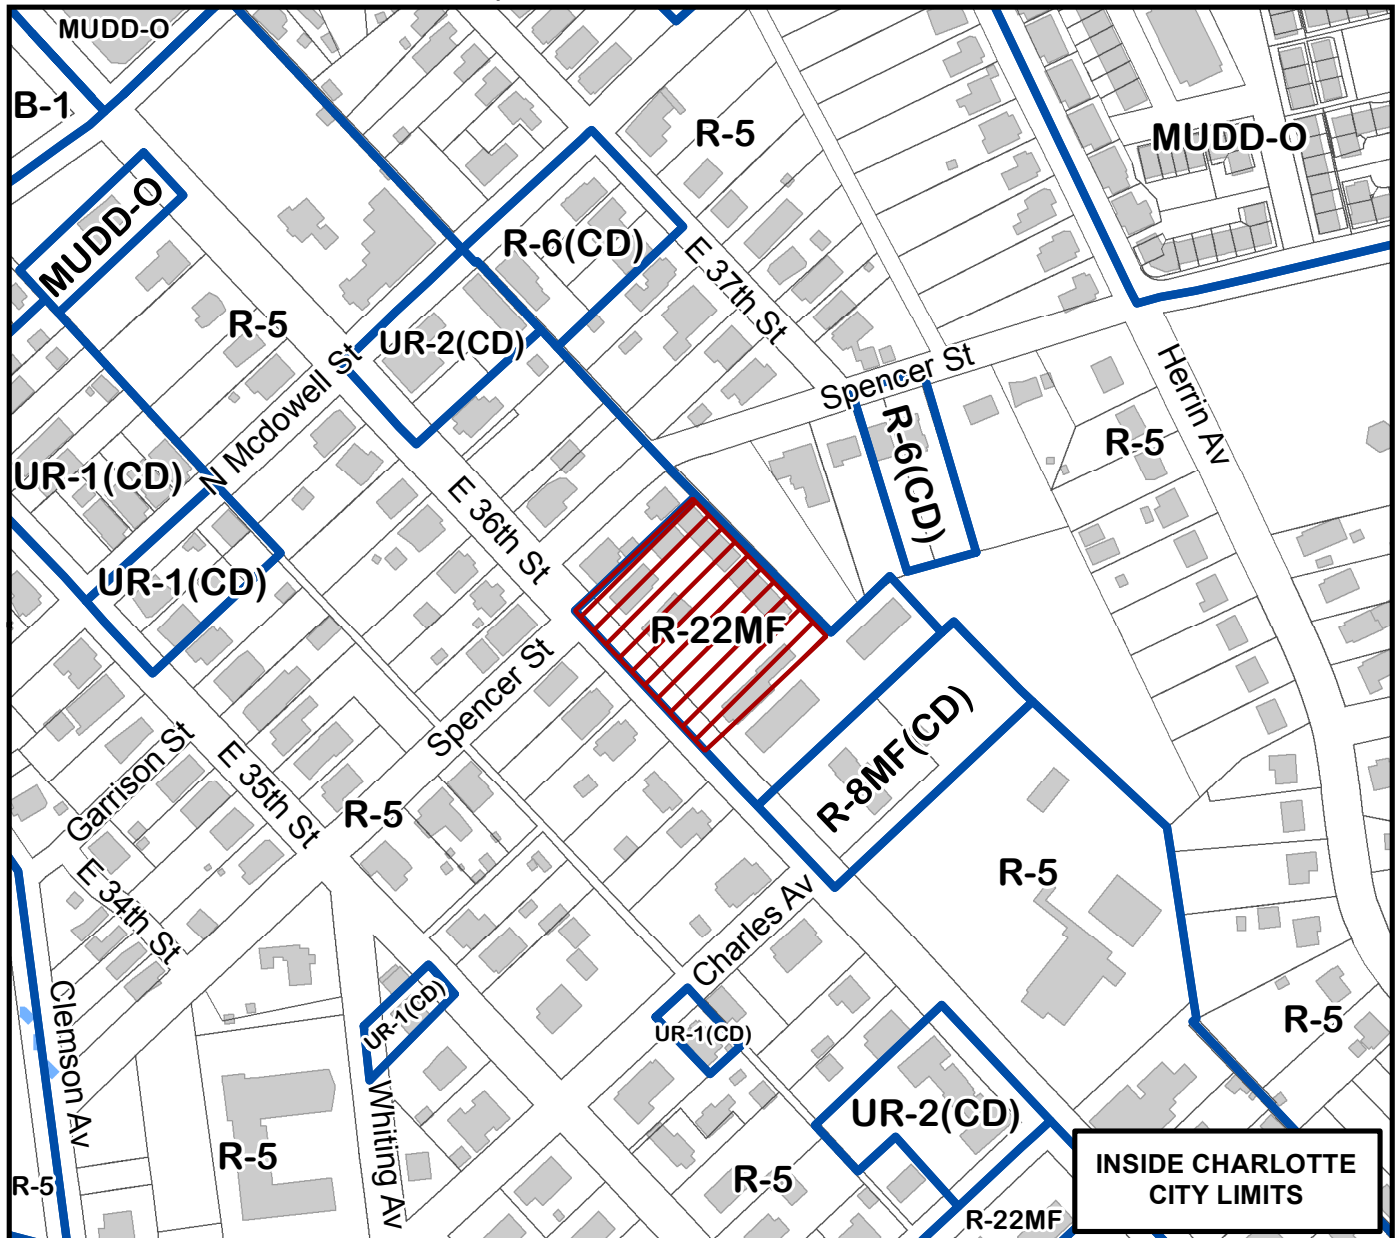 MUDD-O
B-1
R-5
MUDD-O
MUDD-O
R-6(CD)
E 37th St
R-5
UR-2(CD)
Spencer St
Herrin Av
R-6(CD)
R-5
N Mcdowell St
UR-1(CD)
E 36th St
UR-1(CD)
R-22MF
Spencer St
R-8MF(CD)
Garrison St
E 35th St
R-5
R-5
E 34th St
Charles Av
Clemson Av
UR-1(CD)
UR-1(CD)
R-5
UR-2(CD)
Whiting Av
R-5
R-5
R-5
R-22MF
INSIDE CHARLOTTE
CITY LIMITS